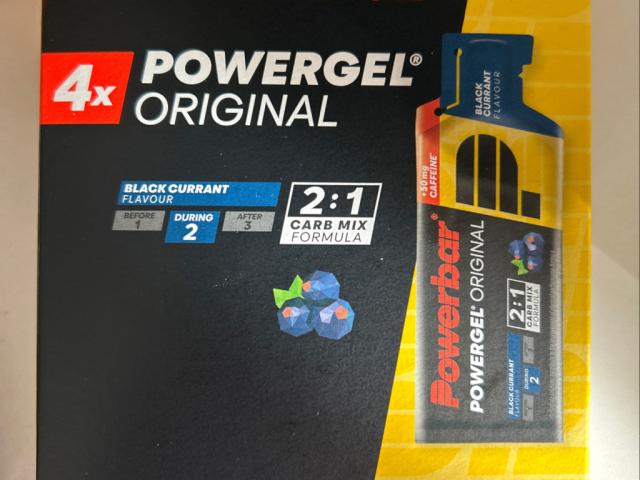 4x
POWERGEL®
ORIGINAL
BLACK CURRANT
FLAVOUR
BEFORE
1
DURING
2
AFTER
3
2:1
CARB MIX
FORMULA
BLACK
CURRANT
FLAVOUR
+50 mg
CAFFEINE
Powerbar®
POWERGEL® ORIGINAL
2:1
CARB MIX
FORMULA
BLACK CURRANT
FLAVOUR
DURING
2